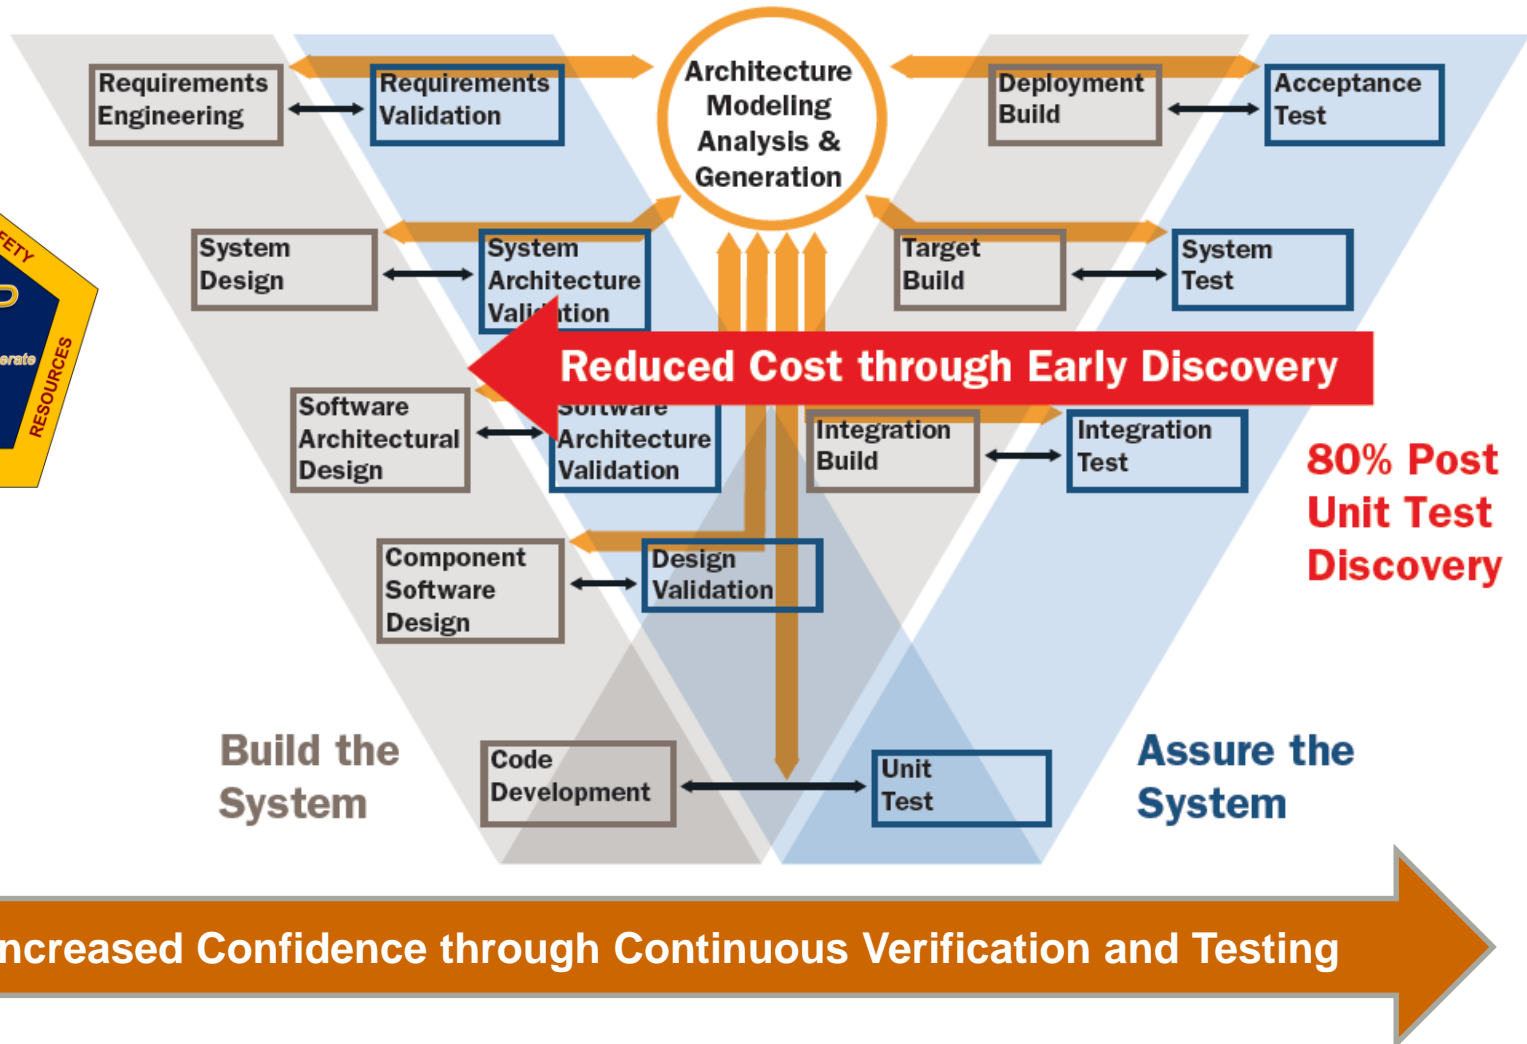 Requirements
Engineering
Requirements
Validation
Architecture
Modeling
Analysis &
Generation
Deployment
Build
Acceptance
Test
System
Design
System
Architecture
Validation
Target
Build
System
Test
RESOURCES
Reduced Cost through Early Discovery
Software
Architectural
Design
Software
Architecture
Validation
Integration
Build
Integration
Test
80% Post
Unit Test
Discovery
Component
Software
Design
Design
Validation
Build the
System
Code
Development
Unit
Test
Assure the
System
ncreased Confidence through Continuous Verification and Testing